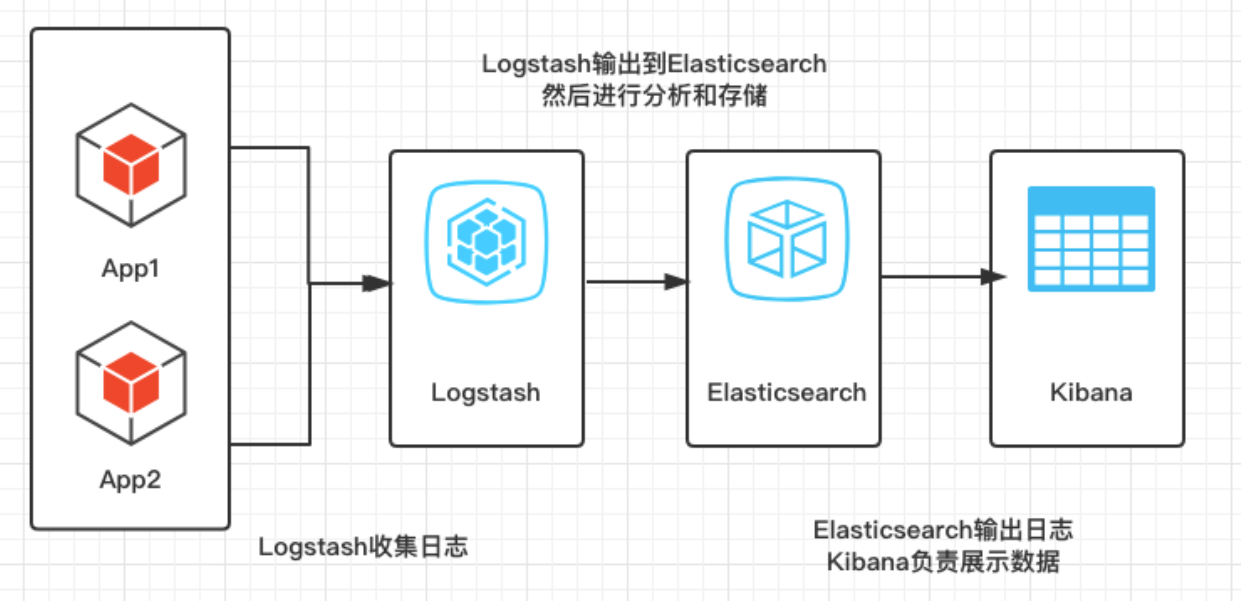 Logstash输出到Elasticsearch
然后进行分析和存储
App1
App2
Logstash
Elasticsearch
Kibana
Logstash收集日志
Elasticsearch输出日志
Kibana负责展示数据